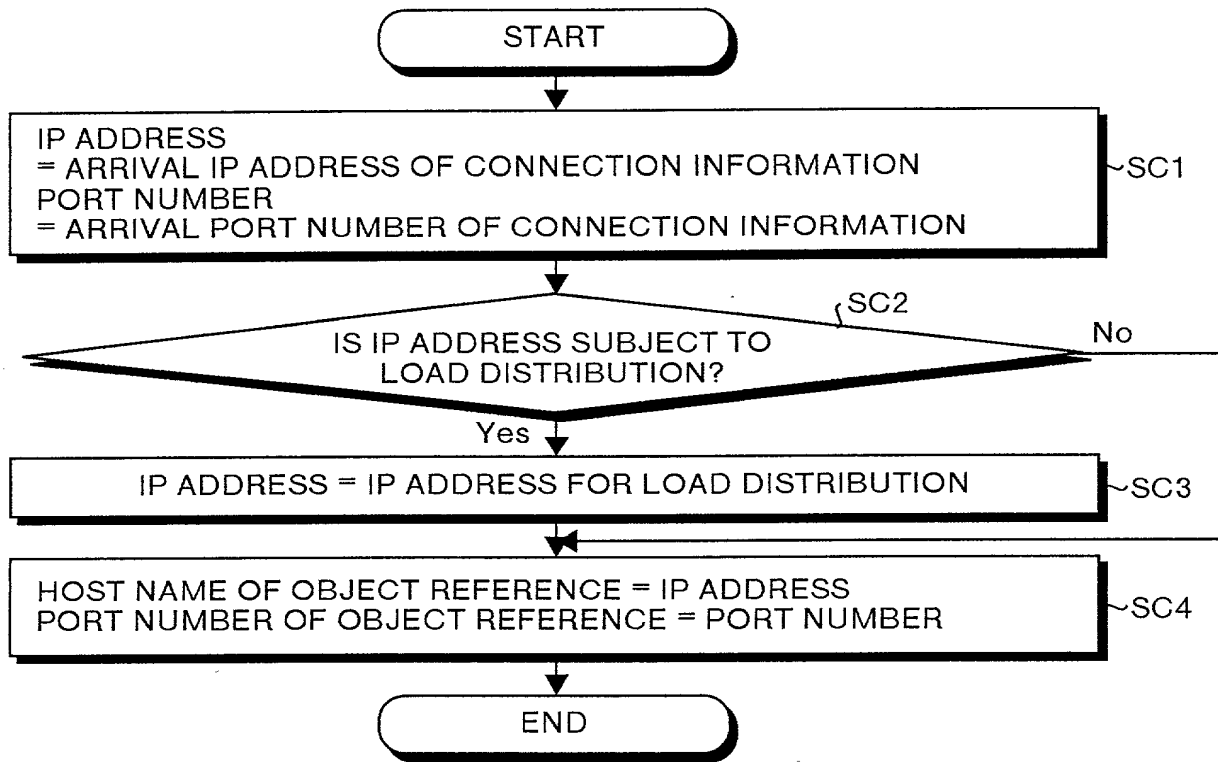 START
IP ADDRESS
= ARRIVAL IP ADDRESS OF CONNECTION INFORMATION
PORT NUMBER
= ARRIVAL PORT NUMBER OF CONNECTION INFORMATION
SC1
SC2
IS IP ADDRESS SUBJECT TO
LOAD DISTRIBUTION?
No
Yes
IP ADDRESS = IP ADDRESS FOR LOAD DISTRIBUTION
SC3
HOST NAME OF OBJECT REFERENCE = IP ADDRESS
PORT NUMBER OF OBJECT REFERENCE = PORT NUMBER
SC4
END